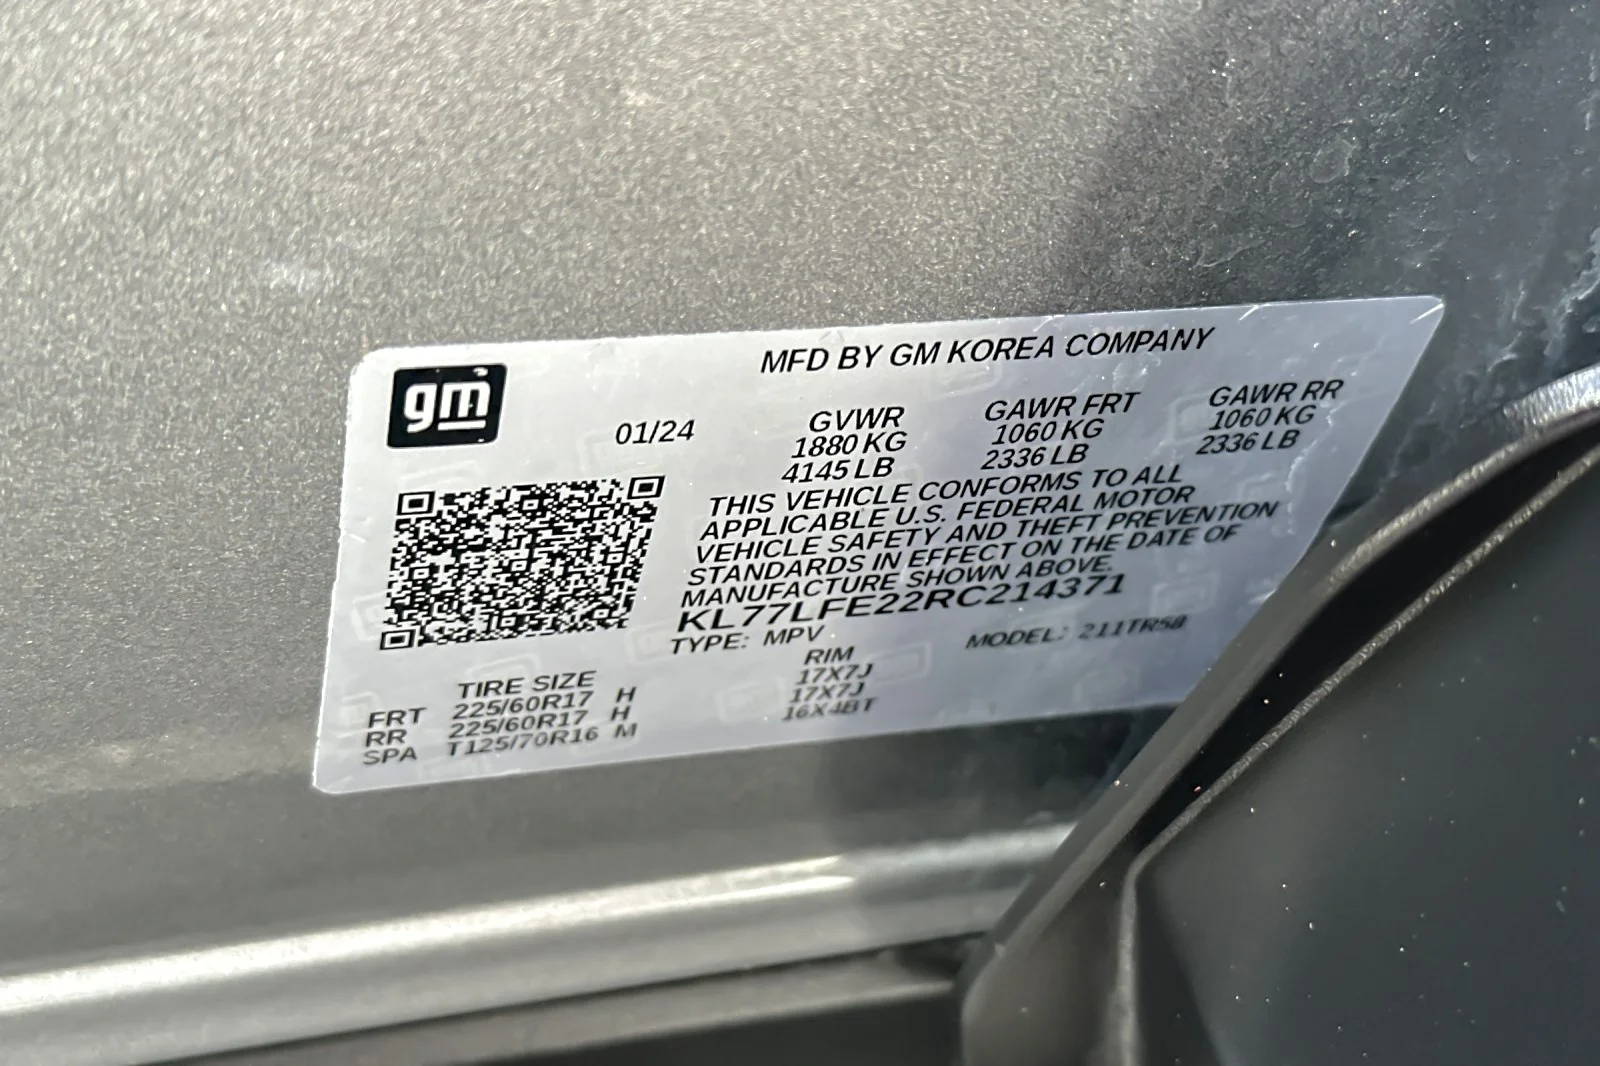 gm
MFD BY GM KOREA COMPANY
01/24 GVWR GAWR FRT GAWR RR
1880 KG 1060 KG 1060 KG
4145 LB 2336 LB 2336 LB
THIS VEHICLE CONFORMS TO ALL
APPLICABLE U.S. FEDERAL MOTOR
VEHICLE SAFETY AND THEFT PREVENTION
STANDARDS IN EFFECT ON THE DATE OF
MANUFACTURE SHOWN ABOVE.
KL77LFE22RC214371
TYPE: MPV MODEL: 211TR58
TIRE SIZE RIM
FRT 225/60R17 H 17X7J
RR 225/60R17 H 17X7J
SPA T125/70R16 M 16X4BT